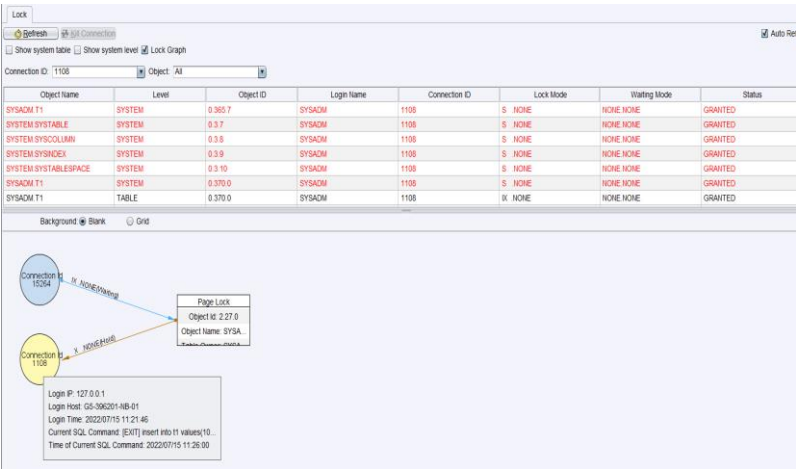 Lock
Refresh Kill Connection Auto Ref
Show system table Show system level Lock Graph
Connection ID: 1108 Object: All
Object Name Level Object ID Login Name Connection ID Lock Mode Waiting Mode Status
SYSADM.T1 SYSTEM 0.365.7 SYSADM 1108 S .NONE NONE.NONE GRANTED
SYSTEM.SYSTABLE SYSTEM 0.3.7 SYSADM 1108 S .NONE NONE.NONE GRANTED
SYSTEM.SYSCOLUMN SYSTEM 0.3.8 SYSADM 1108 S .NONE NONE.NONE GRANTED
SYSTEM.SYSINDEX SYSTEM 0.3.9 SYSADM 1108 S .NONE NONE.NONE GRANTED
SYSTEM.SYSTABLESPACE SYSTEM 0.3.10 SYSADM 1108 S .NONE NONE.NONE GRANTED
SYSADM.T1 SYSTEM 0.370.0 SYSADM 1108 S .NONE NONE.NONE GRANTED
SYSADM.T1 TABLE 0.370.0 SYSADM 1108 IX .NONE NONE.NONE GRANTED
Background: Blank Grid
Connection Id
15264
IX .NONE(Waiting)
Page Lock
Object Id: 2.27.0
Object Name: SYSA...
Table Owner: SYSA
X .NONE(Hold)
Connection Id
1108
Login IP: 127.0.0.1
Login Host: G5-396201-NB-01
Login Time: 2022/07/15 11:21:46
Current SQL Command: [EXIT] insert into t1 values(10...
Time of Current SQL Command: 2022/07/15 11:26:00